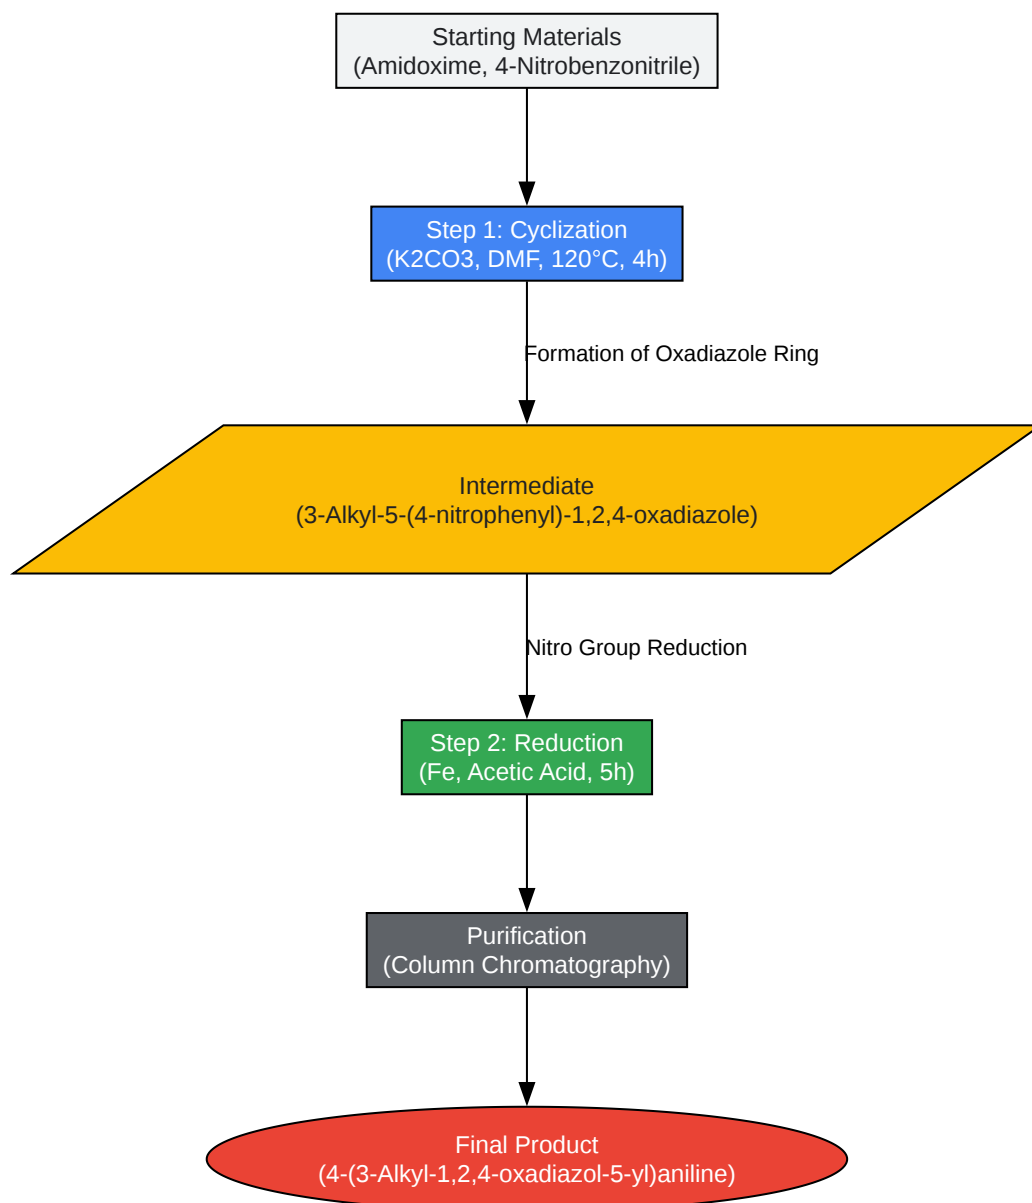 Starting Materials
(Amidoxime, 4-Nitrobenzonitrile)
Step 1: Cyclization
(K2CO3, DMF, 120°C, 4h)
Formation of Oxadiazole Ring
Intermediate
(3-Alkyl-5-(4-nitrophenyl)-1,2,4-oxadiazole)
Nitro Group Reduction
Step 2: Reduction
(Fe, Acetic Acid, 5h)
Purification
(Column Chromatography)
Final Product
(4-(3-Alkyl-1,2,4-oxadiazol-5-yl)aniline)